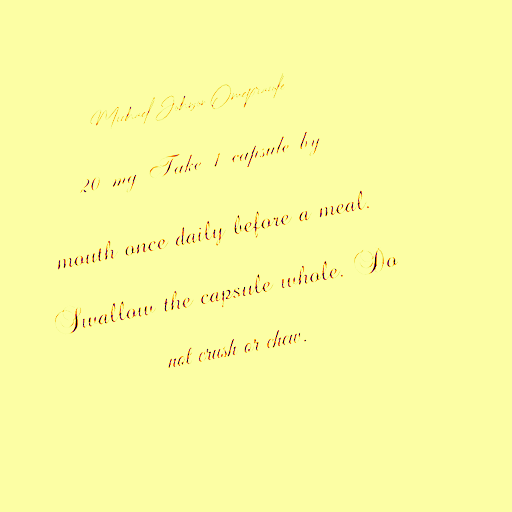 Michael Johnson Omeprazole
20 mg Take 1 capsule by
mouth once daily before a meal.
Swallow the capsule whole. Do
not crush or chew.